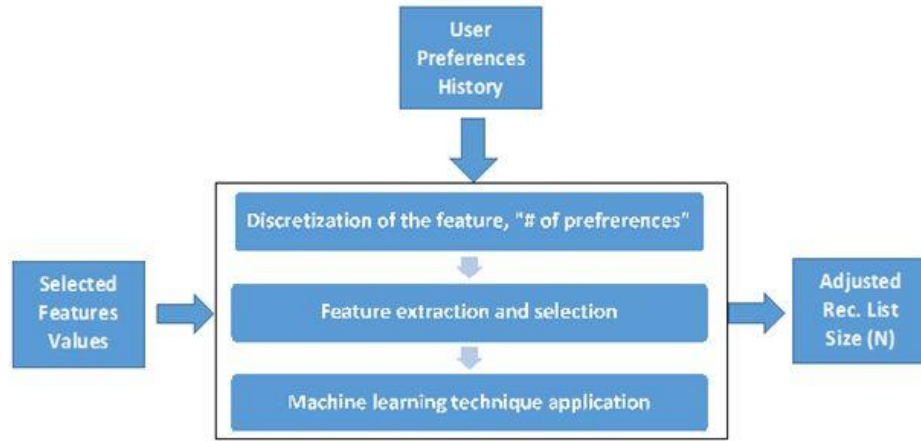 User
Preferences
History
Discretization of the feature, "# of prefrerences"
Selected
Features
Values
Feature extraction and selection
Adjusted
Rec. List
Size (N)
Machine learning technique application